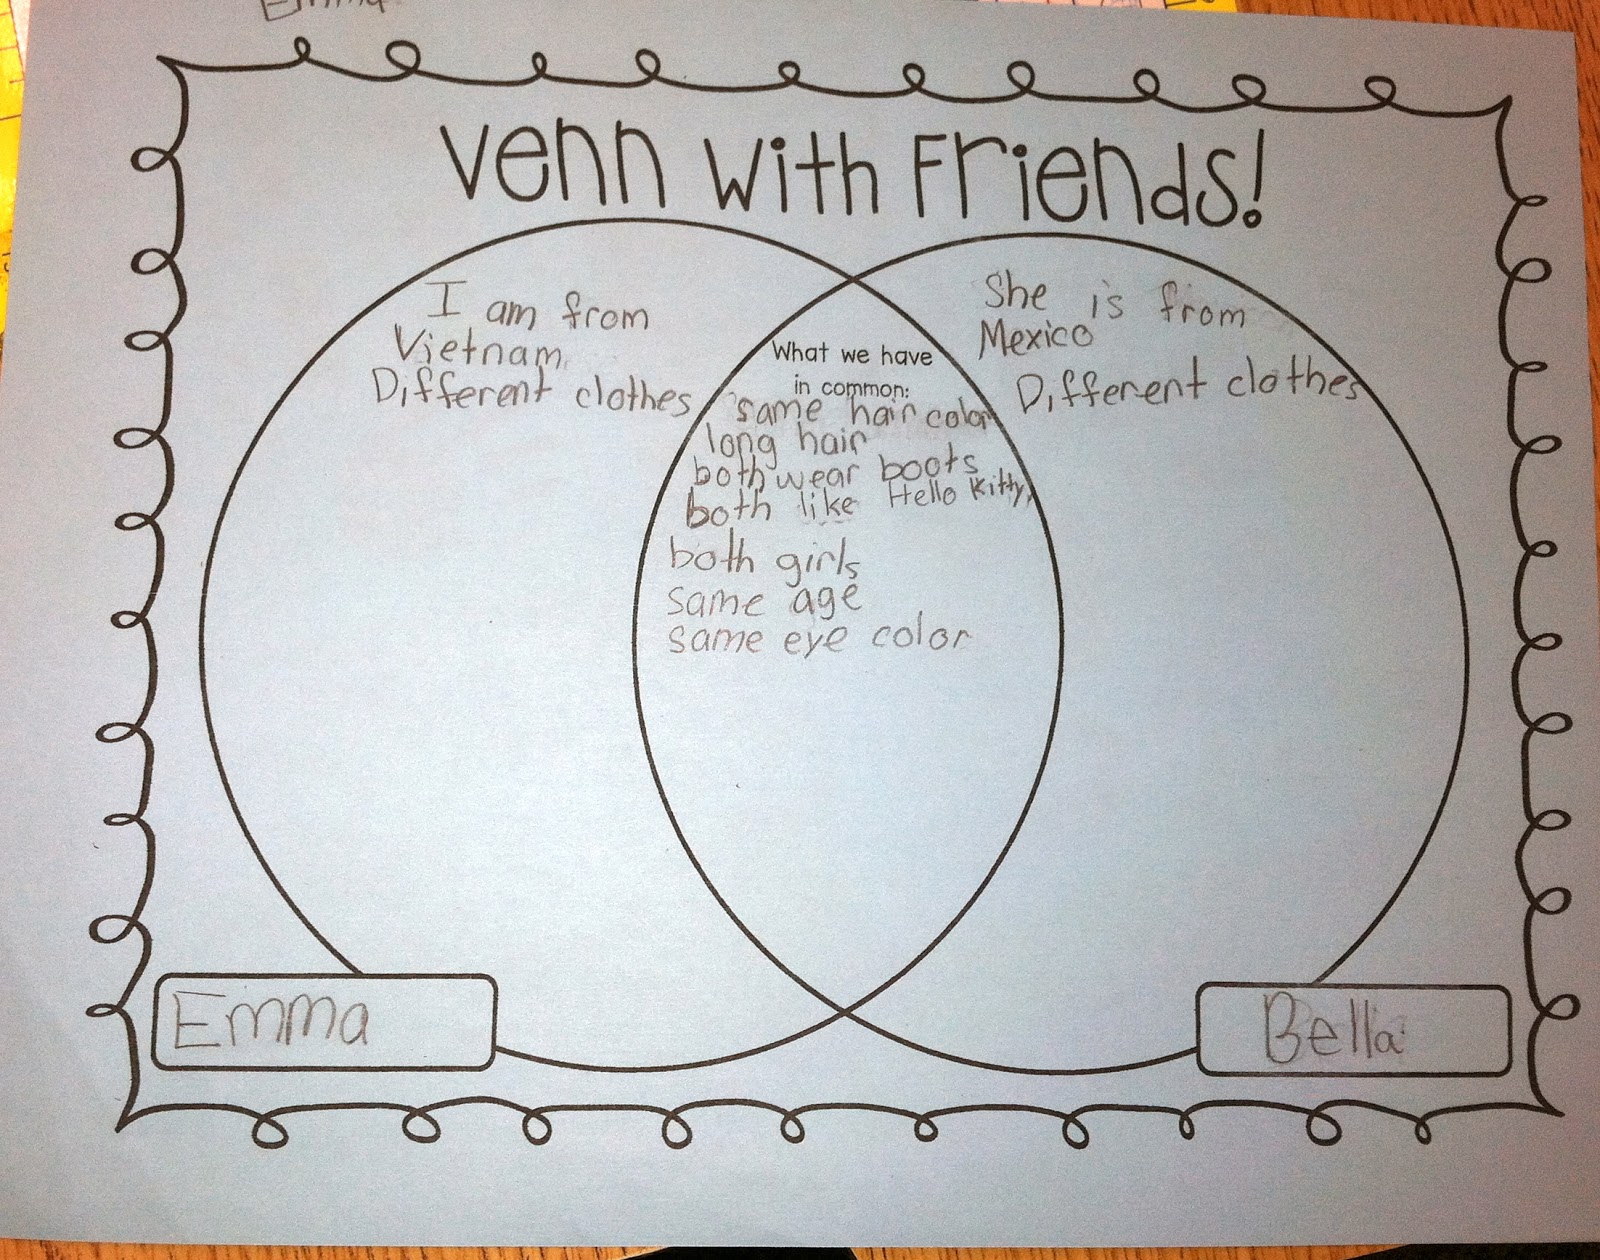 Emma
Venn with Friends!
I am from
Vietnam
Different clothes
What we have
in common:
same hair color
long hair
both wear boots
both like Hello Kitty,
both girls
same age
same eye color
She is from
Mexico
Different clothes
Emma
Bella